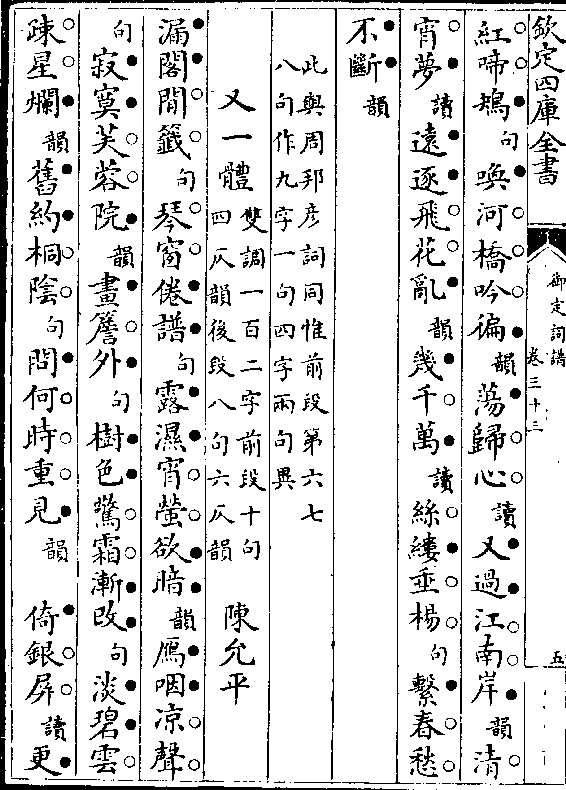 欽定四庫全書
御定詞譜
卷三十三
五
紅啼鴂句喚河橋吟徧韻蕩歸心讀又過江南岸韻清
宵夢讀遠逐飛花亂韻幾千萬讀絲縷垂楊句繫春愁
不斷韻
此與周邦彦詞同惟前段第六七
八句作九字一句四字兩句異
又一體
雙調一百二字前段十句
四仄韻後段八句六仄韻
陳允平
漏閣閒籤句琴窗倦譜句露濕宵螢欲暗韻鴈咽凉聲
句寂寞芙蓉院韻畫簷外句樹色驚霜漸改句淡碧雲
疎星爛韻舊約桐陰句問何時重見韻 倚銀屏讀更